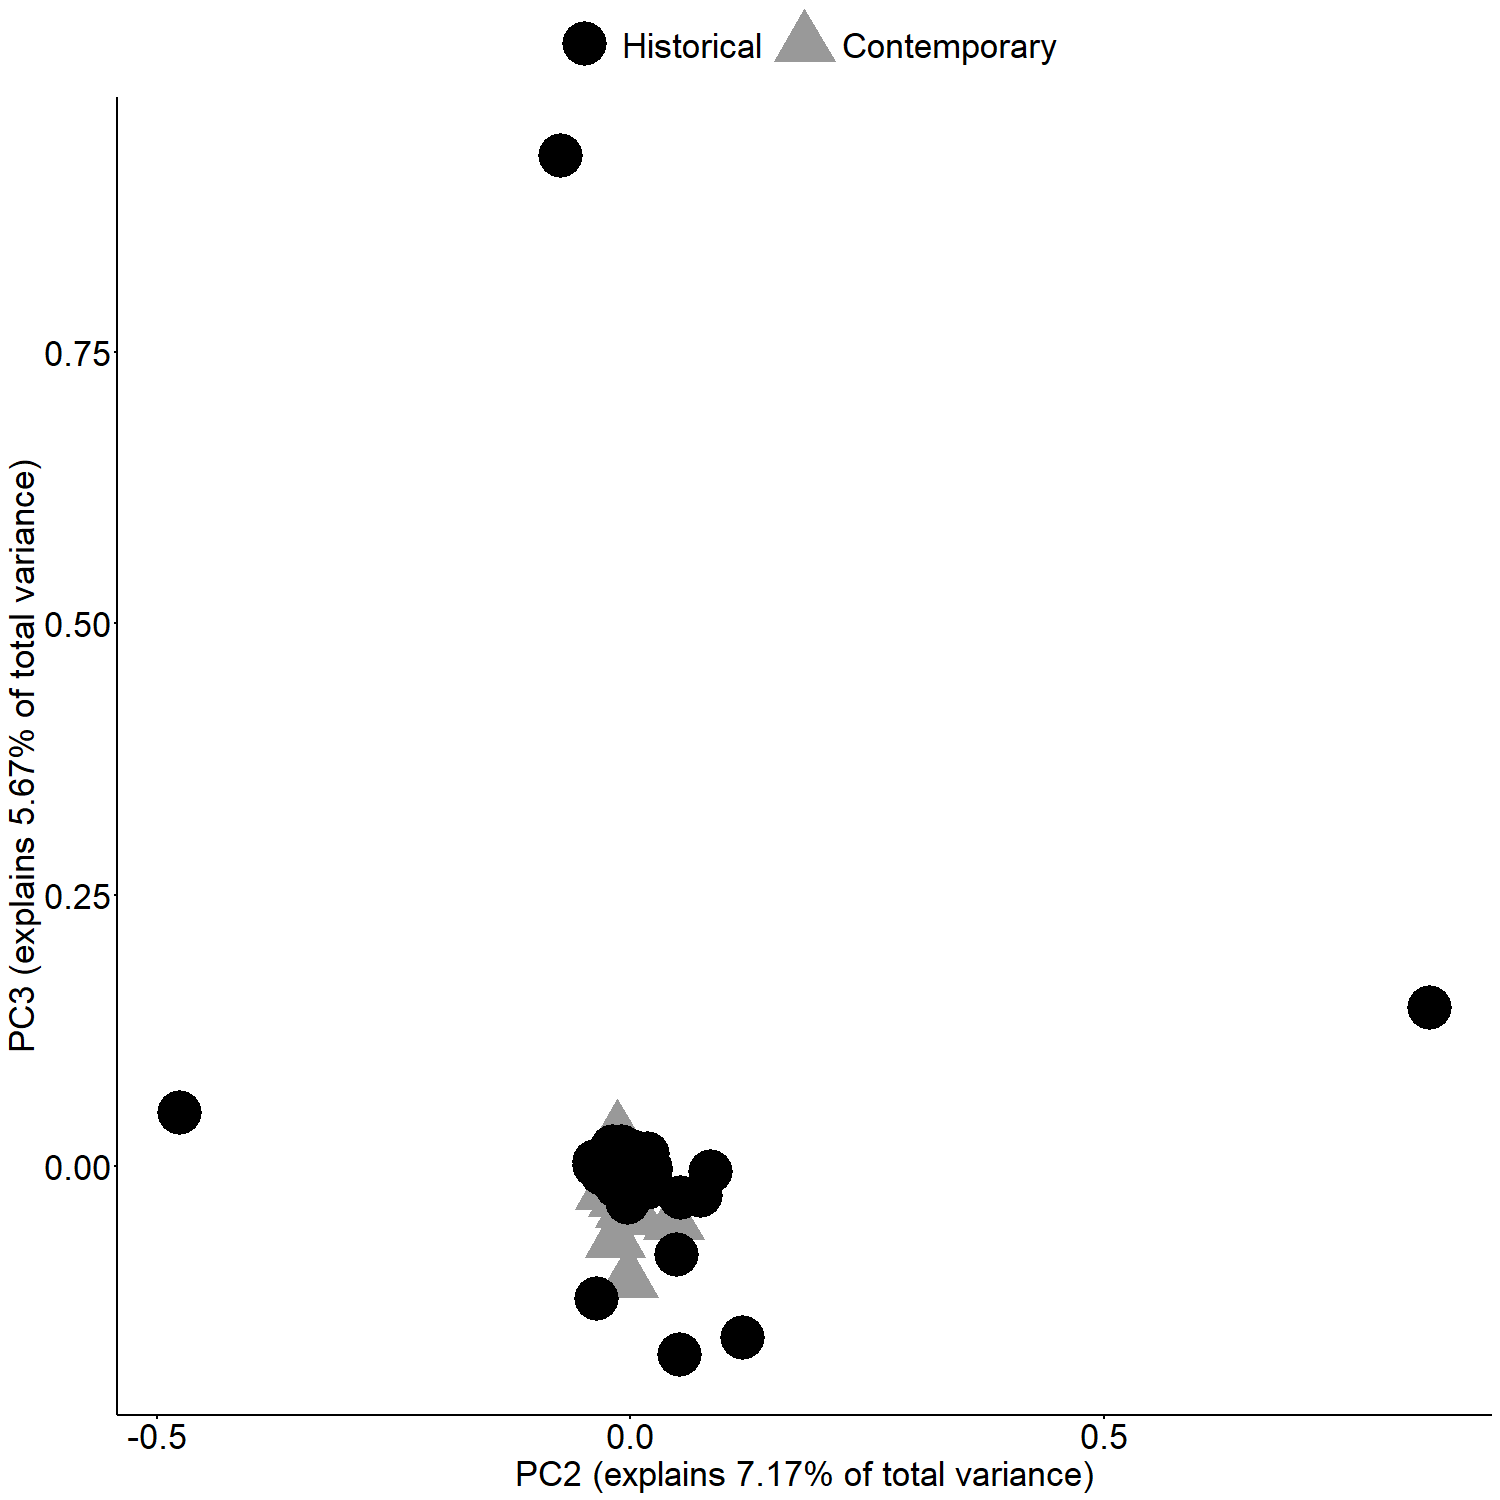 Historical Contemporary
PC3 (explains 5.67% of total variance)
0.75
0.50
0.25
0.00
-0.5 0.0 0.5
PC2 (explains 7.17% of total variance)